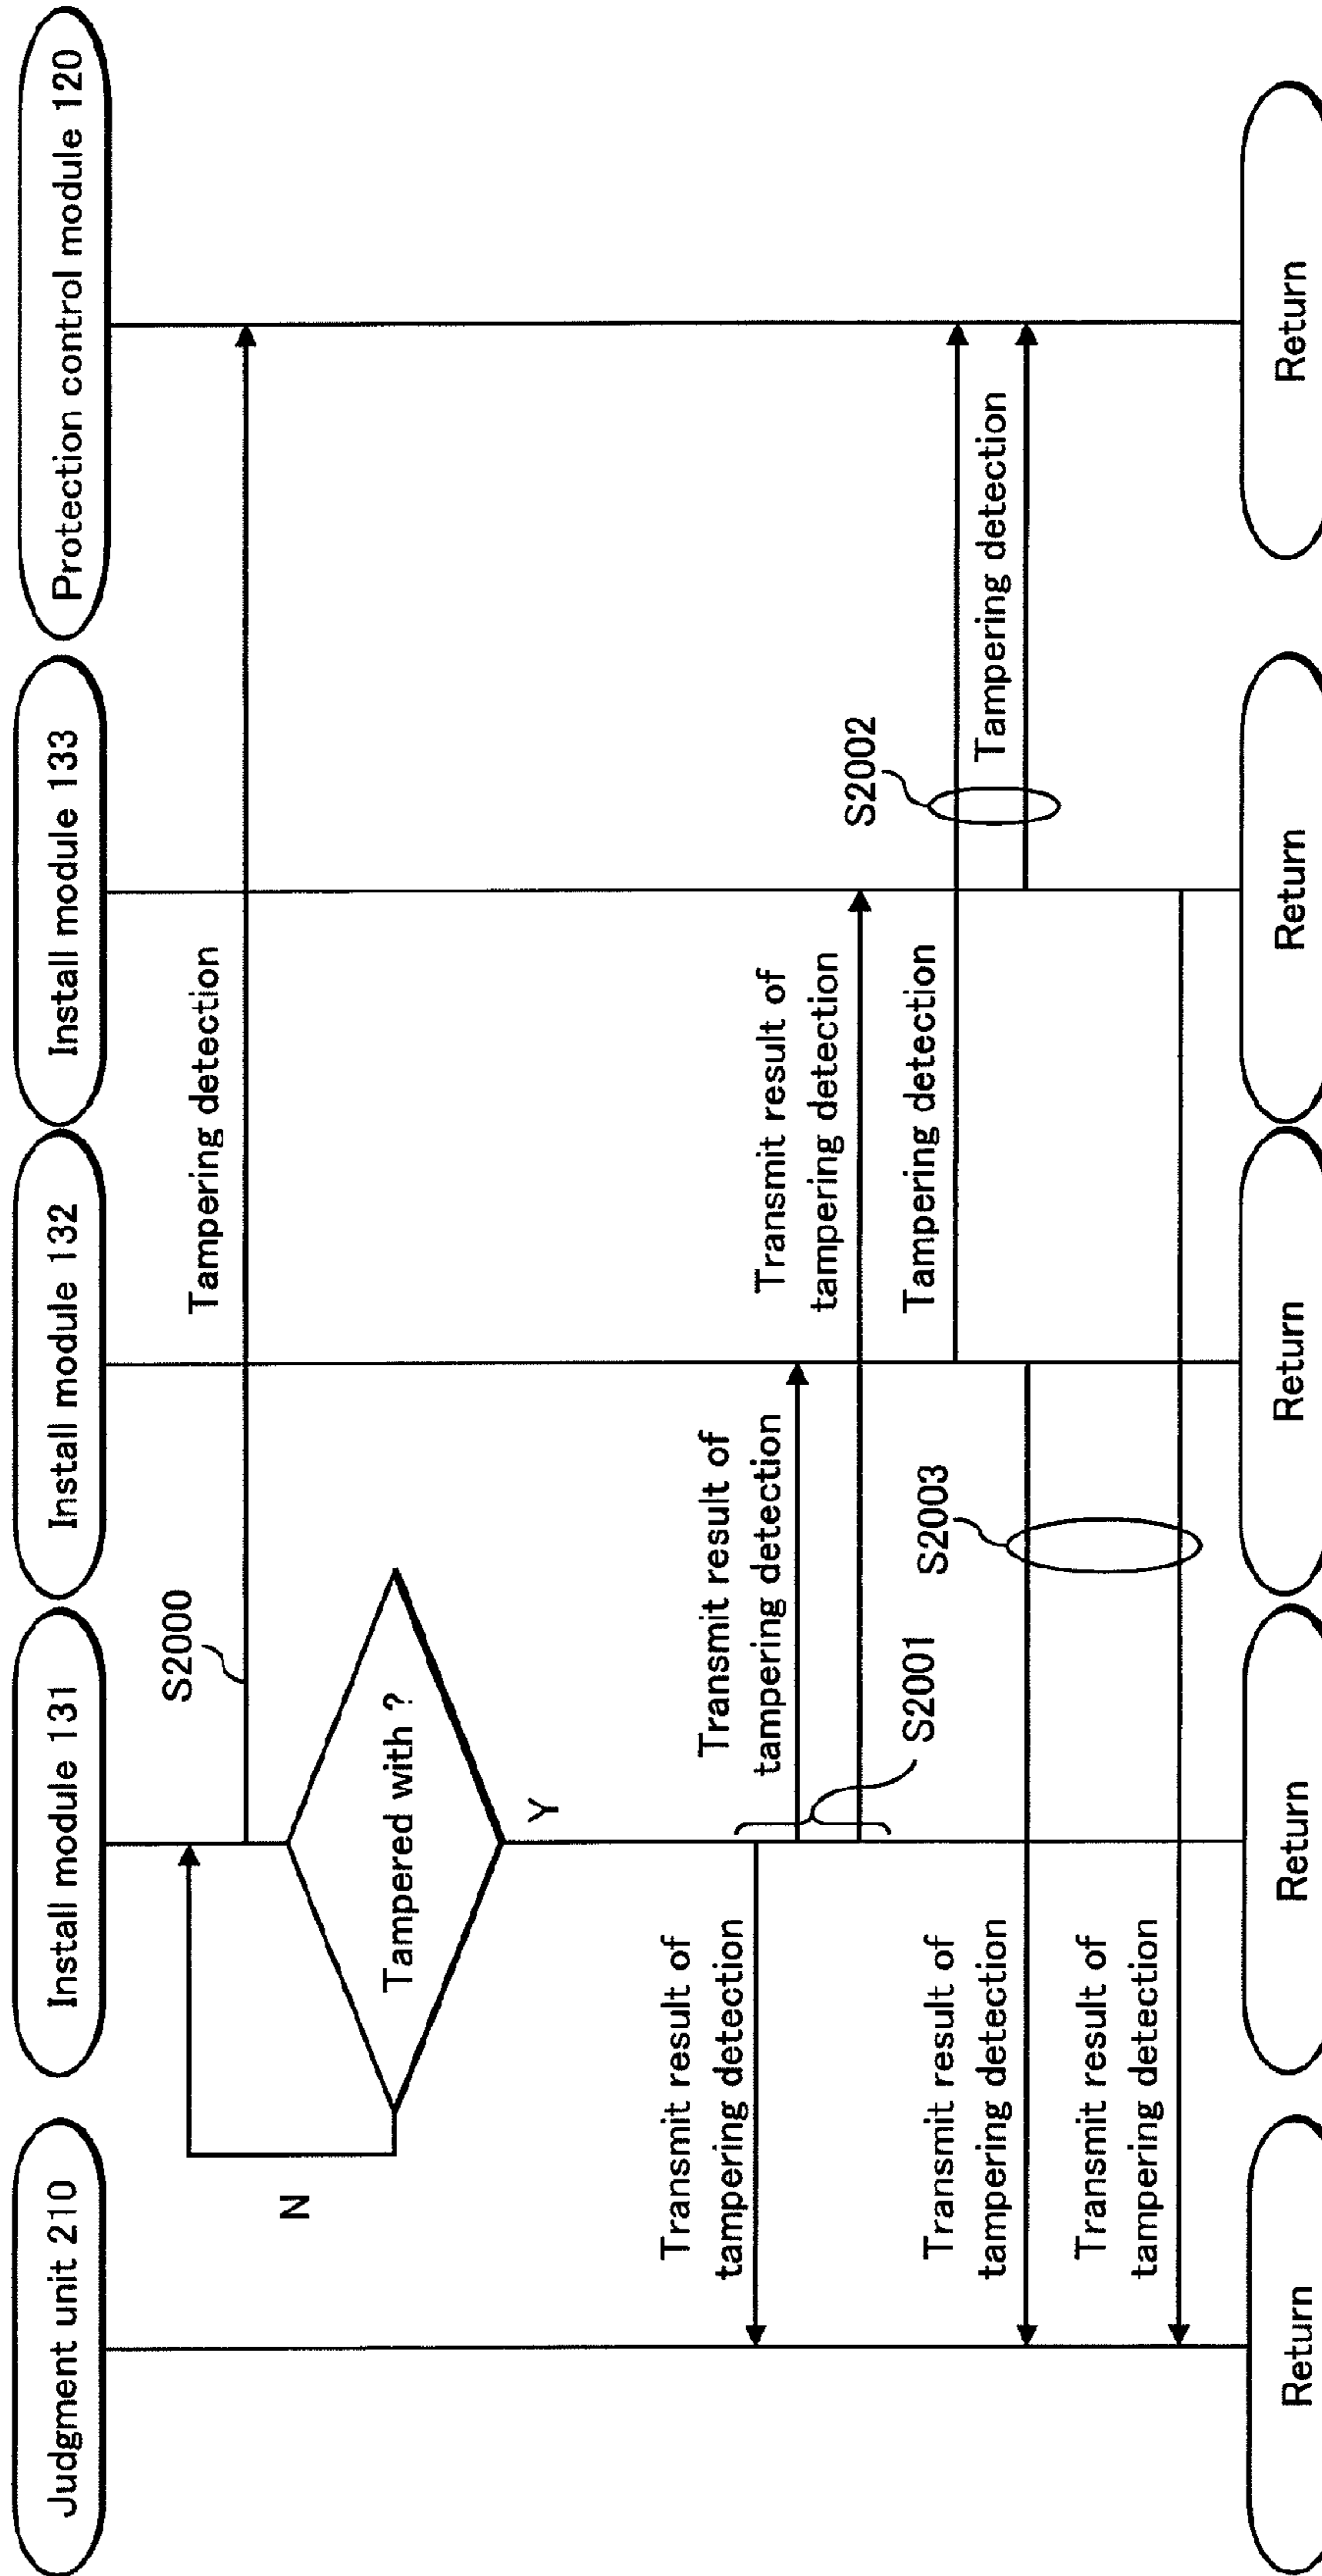 Judgment unit 210
Install module 131
Install module 132
Install module 133
Protection control module 120
S2000
Tampering detection
N
Tampered with ?
Y
Transmit result of
tampering detection
Transmit result of
tampering detection
Transmit result of
tampering detection
S2001
S2002
Tampering detection
Tampering detection
S2003
Transmit result of
tampering detection
Transmit result of
tampering detection
Return
Return
Return
Return
Return